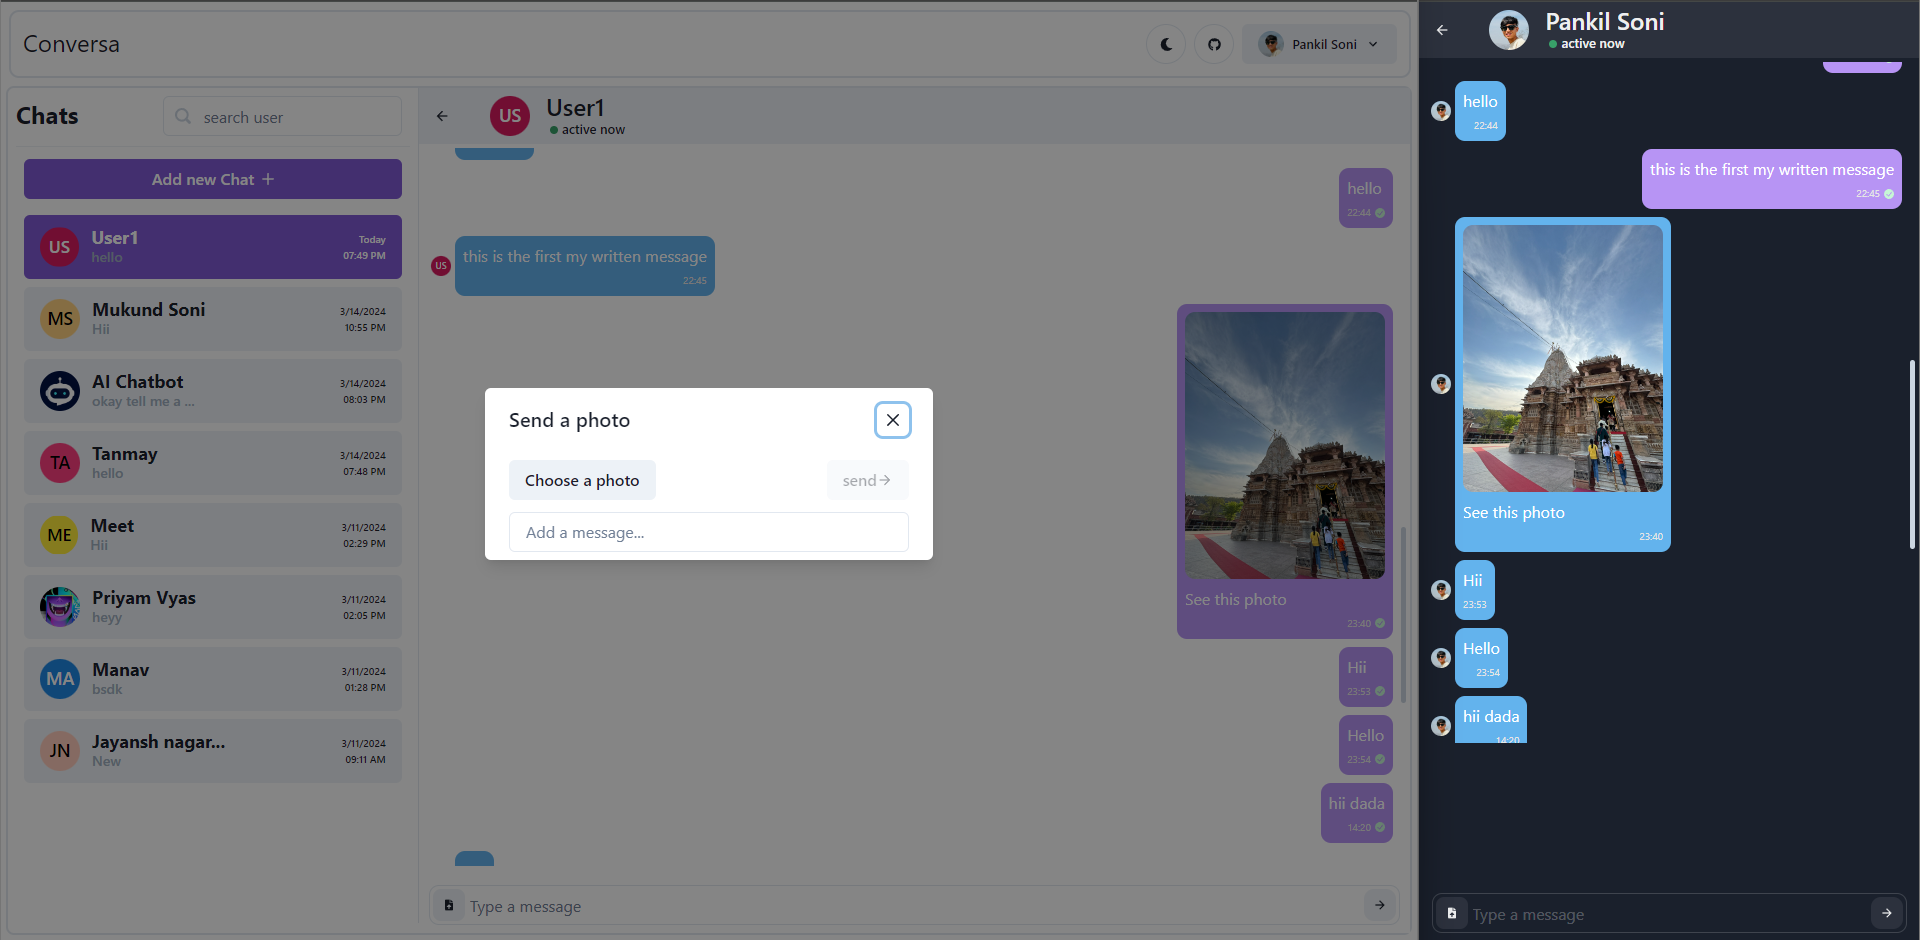 Conversa
Pankil Soni
Chats
search user
Add new Chat +
US
User1
hello
Today
07:49 PM
MS
Mukund Soni
Hii
3/14/2024
10:55 PM
AI Chatbot
okay tell me a ...
3/14/2024
08:03 PM
TA
Tanmay
hello
3/14/2024
07:48 PM
ME
Meet
Hii
3/11/2024
02:29 PM
Priyam Vyas
heyy
3/11/2024
02:05 PM
MA
Manav
bsdk
3/11/2024
01:28 PM
JN
Jayansh nagar...
New
3/11/2024
09:11 AM
US
User1
active now
hello
22:44
US
this is the first my written message
22:45
See this photo
23:40
Hii
23:53
Hello
23:54
hii dada
14:20
Type a message
Send a photo
Choose a photo
send
Add a message...
Pankil Soni
active now
hello
22:44
this is the first my written message
22:45
See this photo
23:40
Hii
23:53
Hello
23:54
hii dada
14:20
Type a message